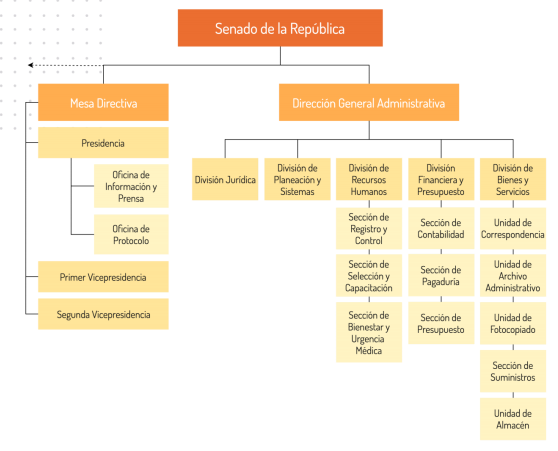 Senado de la República
Mesa Directiva
Presidencia
Oficina de
Información y
Prensa
Oficina de
Protocolo
Primer Vicepresidencia
Segunda Vicepresidencia
Dirección General Administrativa
División Jurídica
División de
Planeación y
Sistemas
División de
Recursos
Humanos
Sección de
Registro y
Control
Sección de
Selección y
Capacitación
Sección de
Bienestar y
Urgencia
Médica
División
Financiera y
Presupuesto
Sección de
Contabilidad
Sección de
Pagaduría
Sección de
Presupuesto
División de
Bienes y
Servicios
Unidad de
Correspondencia
Unidad de
Archivo
Administrativo
Unidad de
Fotocopiado
Sección de
Suministros
Unidad de
Almacén